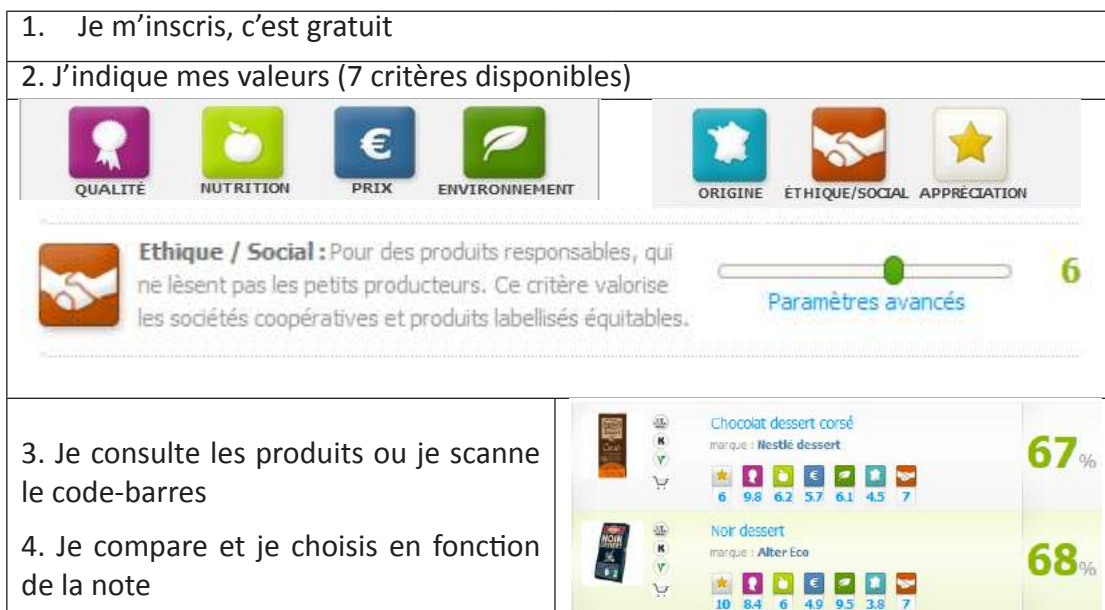 1. Je m’inscris, c’est gratuit
2. J’indique mes valeurs (7 critères disponibles)
QUALITÉ NUTRITION PRIX ENVIRONNEMENT
ORIGINE ÉTHIQUE/SOCIAL APPRÉCIATION
Ethique / Social : Pour des produits responsables, qui
ne lèsent pas les petits producteurs. Ce critère valorise
les sociétés coopératives et produits labellisés équitables.
6
Paramètres avancés
3. Je consulte les produits ou je scanne
le code-barres
4. Je compare et je choisis en fonction
de la note
Chocolat dessert corsé
marque : Nestlé dessert
6 9.8 6.2 5.7 6.1 4.5 7
67%
Noir dessert
marque : Alter Eco
10 8.4 6 4.9 9.5 3.8 7
68%